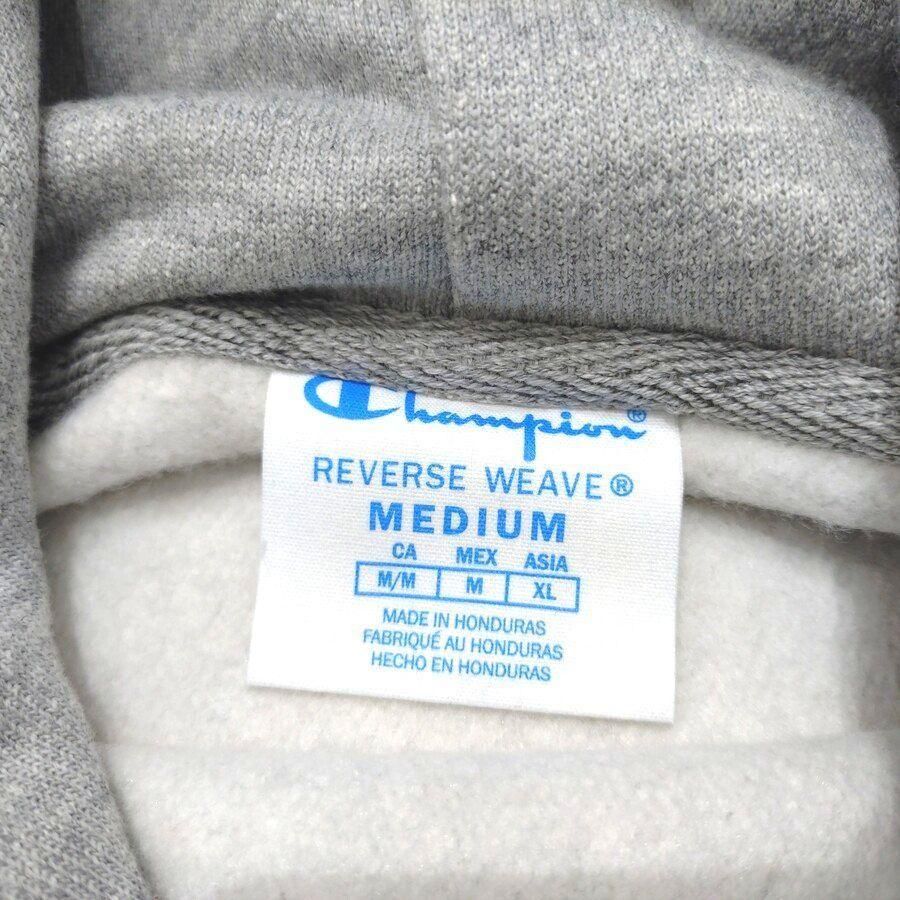 Champion®
REVERSE WEAVE®
MEDIUM
CA MEX ASIA
M/M M XL
MADE IN HONDURAS
FABRIQUÉ AU HONDURAS
HECHO EN HONDURAS